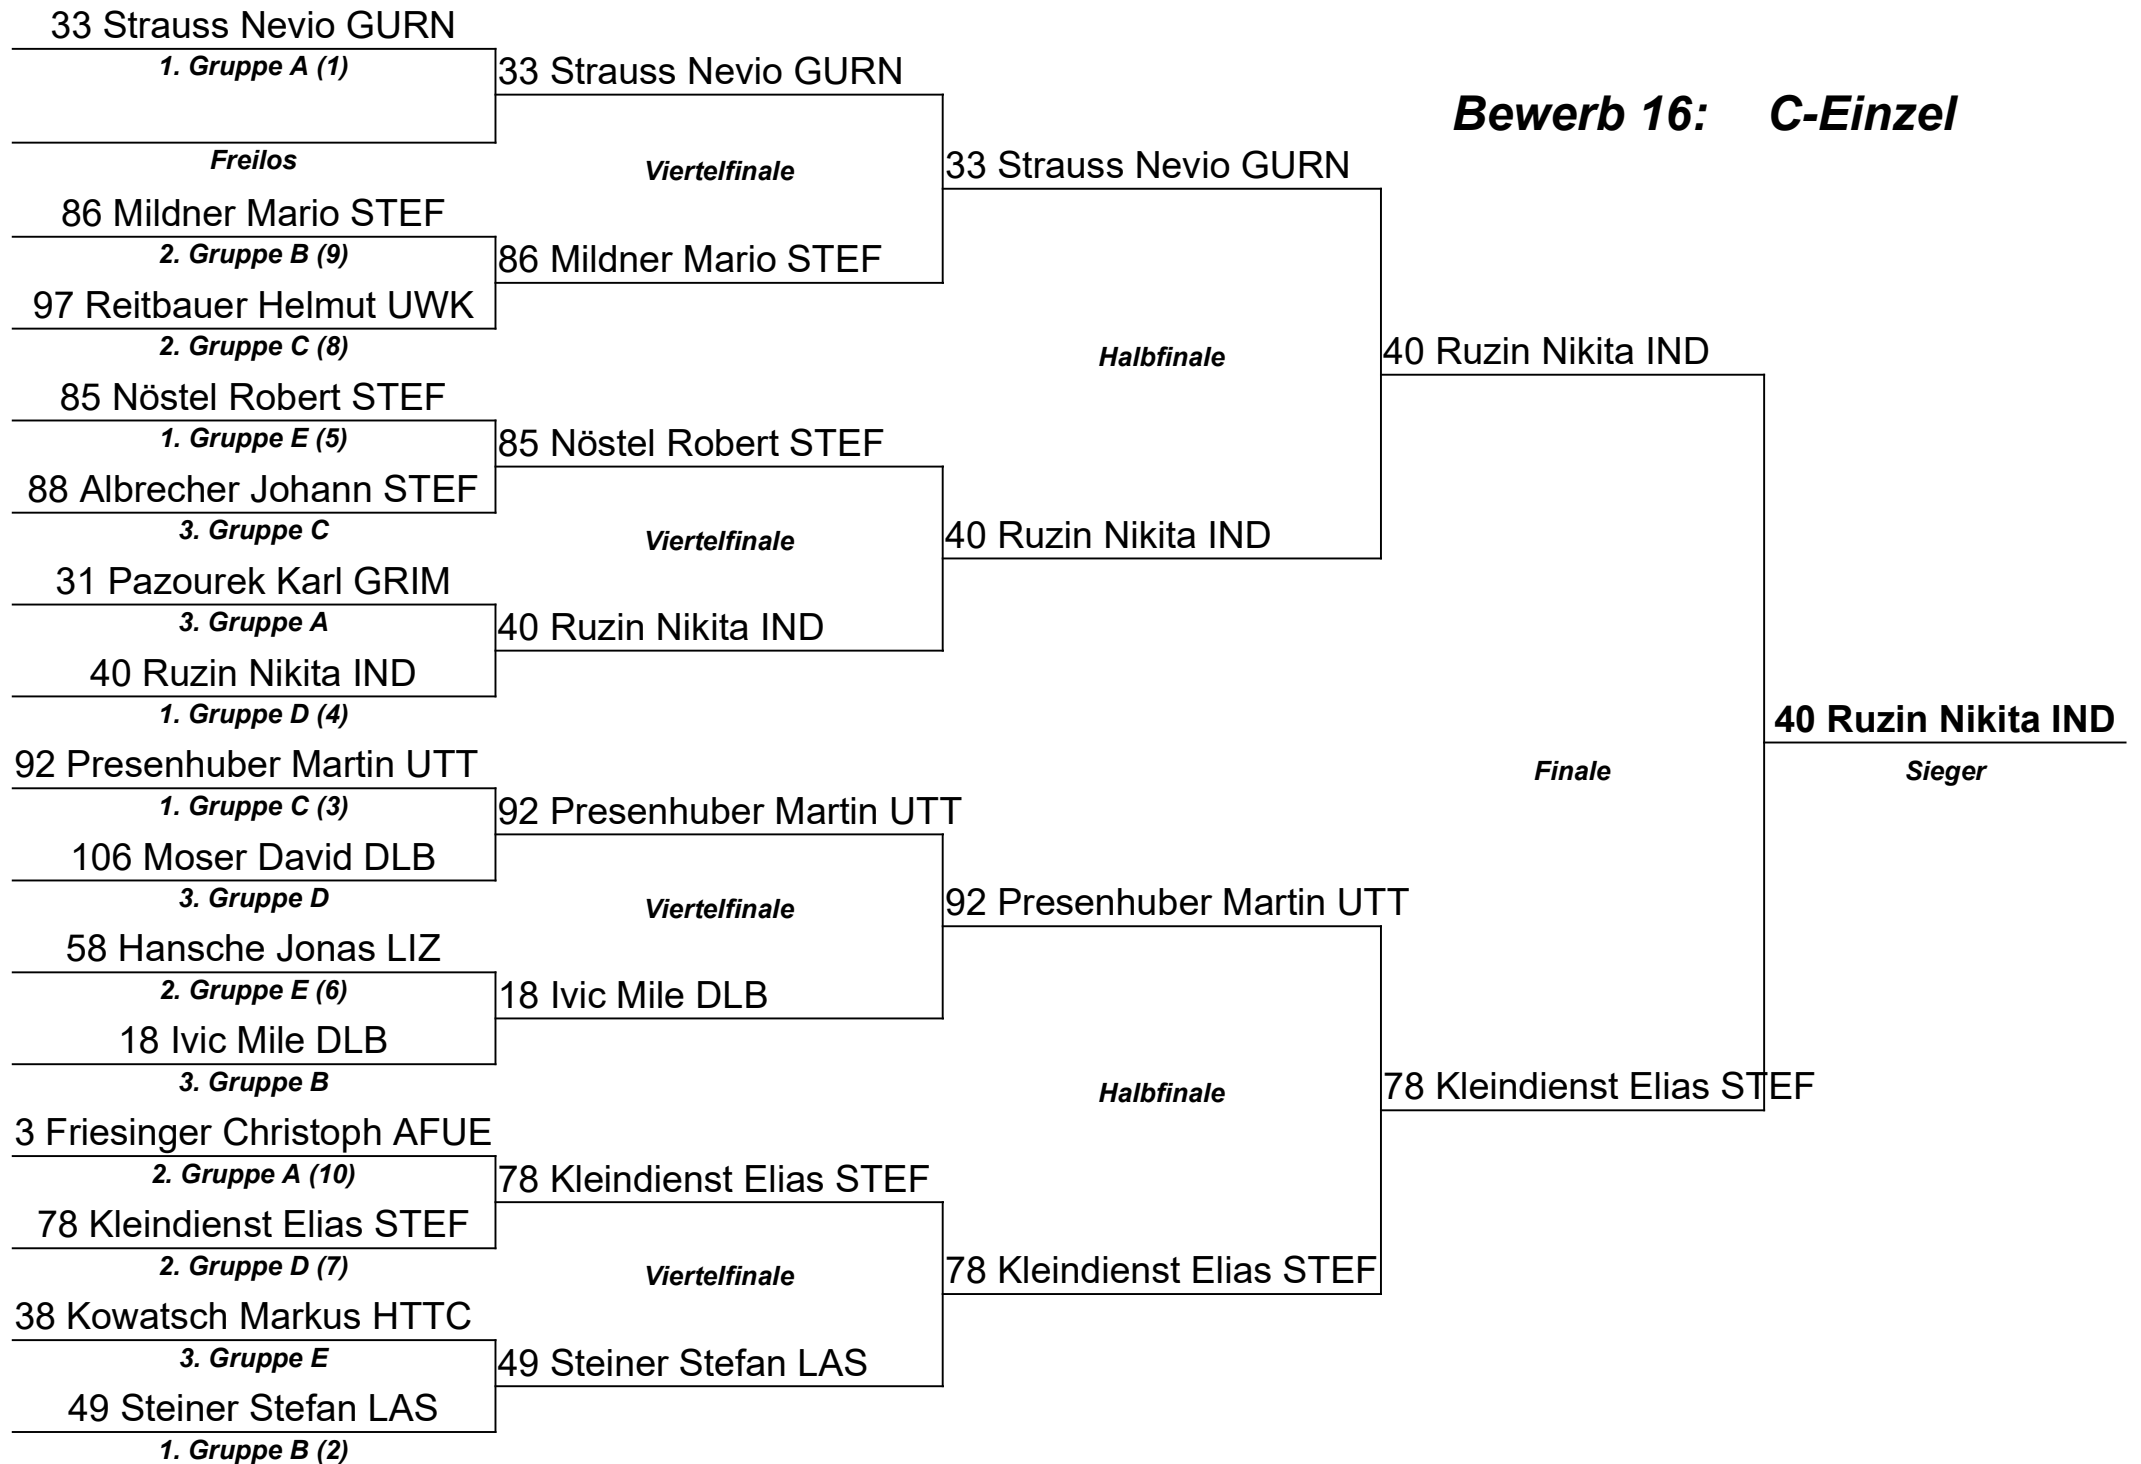 33 Strauss Nevio GURN
1. Gruppe A (1)
33 Strauss Nevio GURN
Bewerb 16: C-Einzel
Freilos
Viertelfinale
33 Strauss Nevio GURN
86 Mildner Mario STEF
2. Gruppe B (9)
86 Mildner Mario STEF
97 Reitbauer Helmut UWK
2. Gruppe C (8)
Halbfinale
40 Ruzin Nikita IND
85 Nöstel Robert STEF
1. Gruppe E (5)
85 Nöstel Robert STEF
88 Albrecher Johann STEF
3. Gruppe C
Viertelfinale
40 Ruzin Nikita IND
31 Pazourek Karl GRIM
3. Gruppe A
40 Ruzin Nikita IND
40 Ruzin Nikita IND
1. Gruppe D (4)
40 Ruzin Nikita IND
92 Presenhuber Martin UTT
Finale
Sieger
1. Gruppe C (3)
92 Presenhuber Martin UTT
106 Moser David DLB
3. Gruppe D
Viertelfinale
92 Presenhuber Martin UTT
58 Hansche Jonas LIZ
2. Gruppe E (6)
18 Ivic Mile DLB
18 Ivic Mile DLB
3. Gruppe B
Halbfinale
78 Kleindienst Elias STEF
3 Friesinger Christoph AFUE
2. Gruppe A (10)
78 Kleindienst Elias STEF
78 Kleindienst Elias STEF
2. Gruppe D (7)
Viertelfinale
78 Kleindienst Elias STEF
38 Kowatsch Markus HTTC
3. Gruppe E
49 Steiner Stefan LAS
49 Steiner Stefan LAS
1. Gruppe B (2)